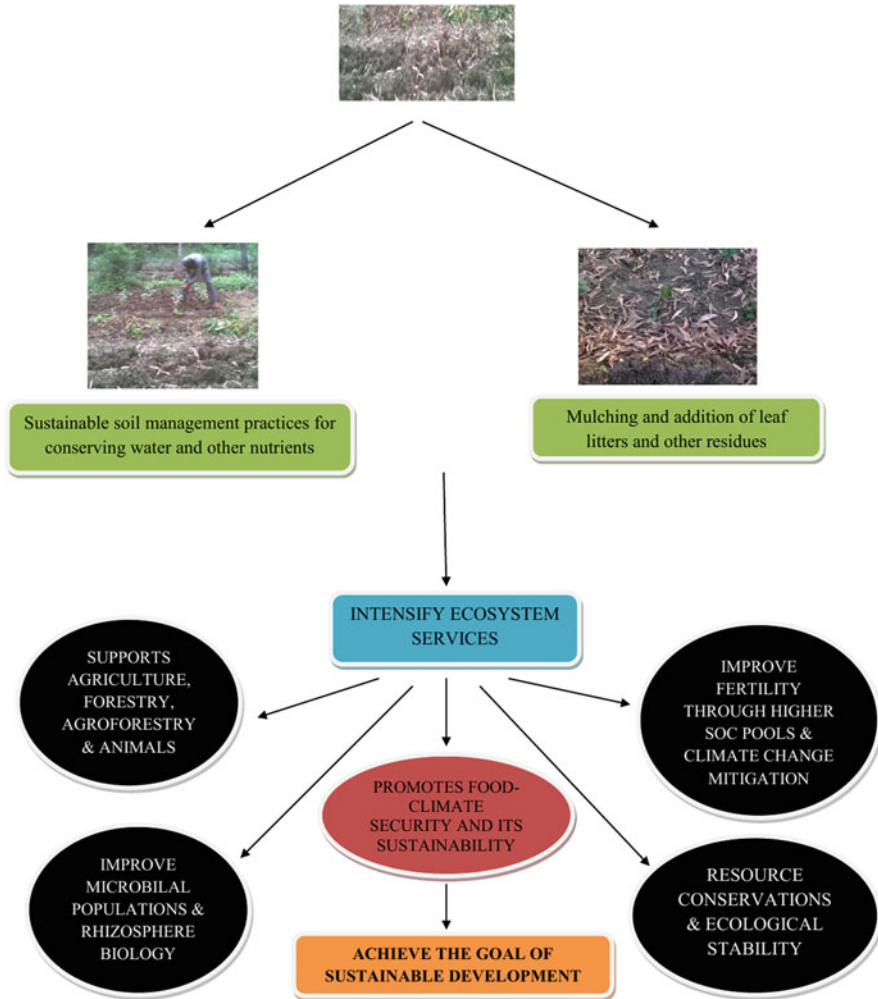 Sustainable soil management practices for
conserving water and other nutrients
Mulching and addition of leaf
litters and other residues
INTENSIFY ECOSYSTEM
SERVICES
SUPPORTS
AGRICULTURE,
FORESTRY,
AGROFORESTRY
& ANIMALS
IMPROVE
FERTILITY
THROUGH HIGHER
SOC POOLS &
CLIMATE CHANGE
MITIGATION
PROMOTES FOOD-
CLIMATE
SECURITY AND ITS
SUSTAINABILITY
IMPROVE
MICROBILAL
POPULATIONS &
RHIZOSPHERE
BIOLOGY
RESOURCE
CONSERVATIONS
& ECOLOGICAL
STABILITY
ACHIEVE THE GOAL OF
SUSTAINABLE DEVELOPMENT